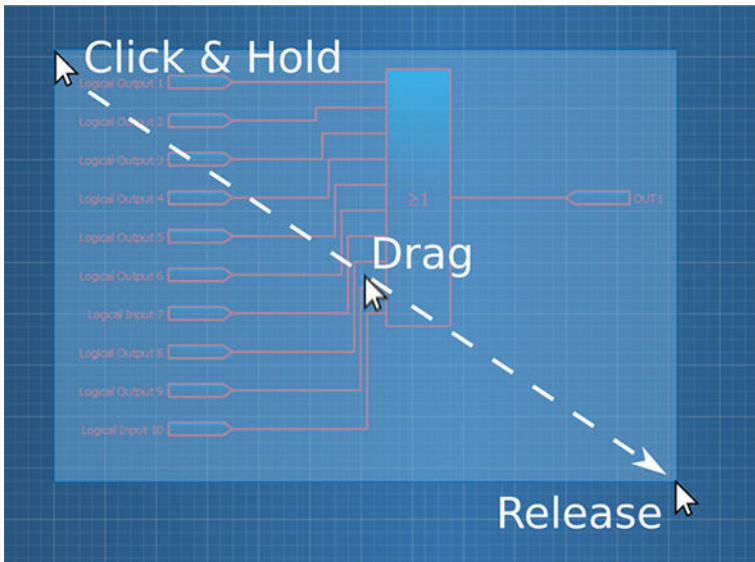 Click & Hold
Logical Output 1
Logical Output 2
Logical Output 3
Logical Output 4
≥1
OUT1
Logical Output 5
Drag
Logical Output 6
Logical Input 7
Logical Output 8
Logical Output 9
Logical Input 10
Release